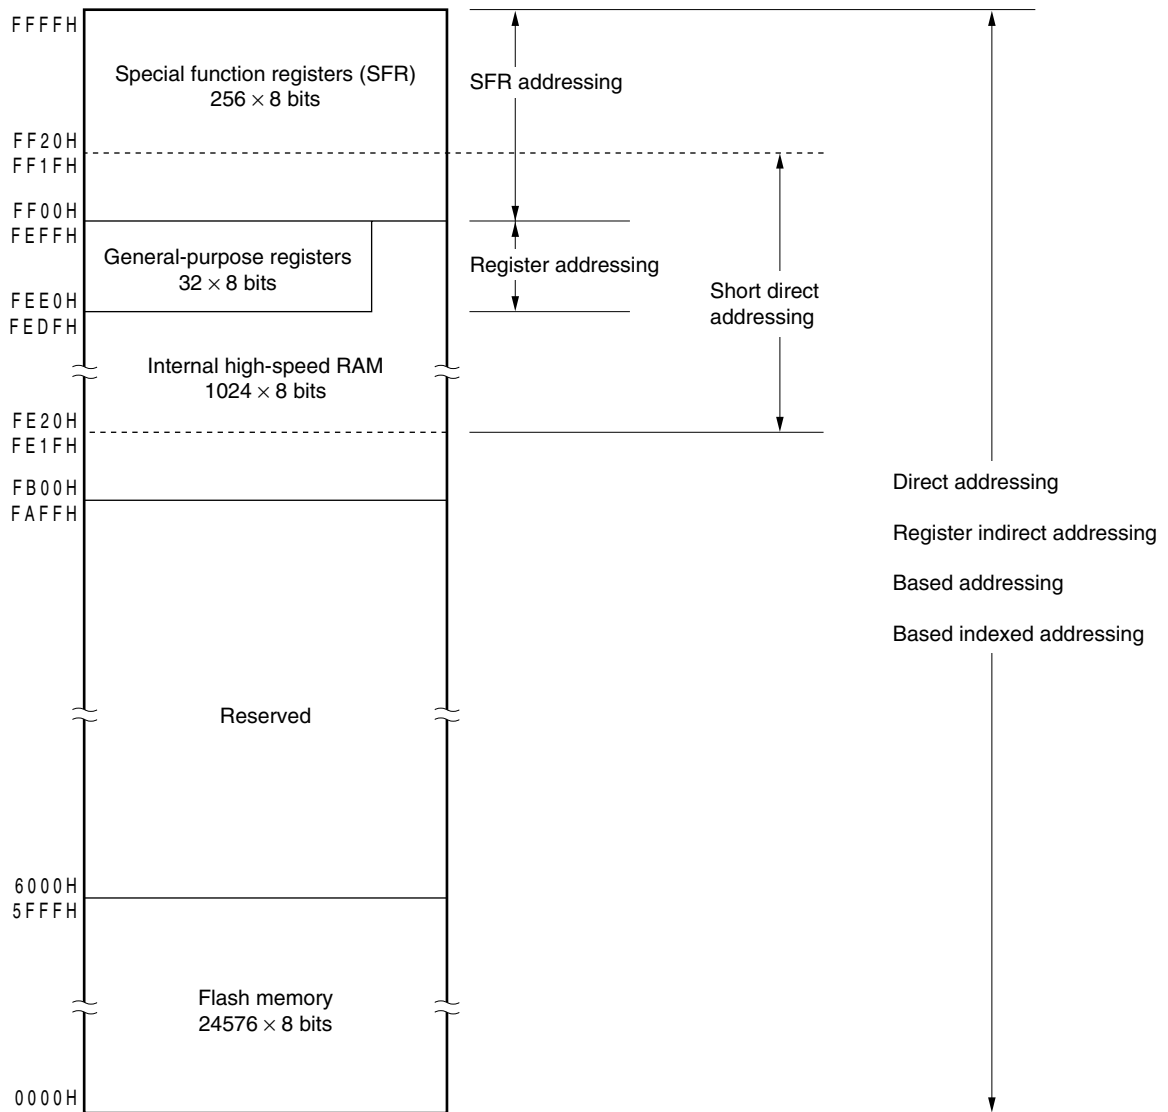 FFFFH
Special function registers (SFR)
256 × 8 bits
SFR addressing
FF20H
FF1FH
FF00H
FEFFH
General-purpose registers
32 × 8 bits
Register addressing
Short direct
addressing
FEE0H
FEDFH
Internal high-speed RAM
1024 × 8 bits
FE20H
FE1FH
FB00H
FAFFH
Direct addressing
Register indirect addressing
Based addressing
Based indexed addressing
Reserved
6000H
5FFFH
Flash memory
24576 × 8 bits
0000H